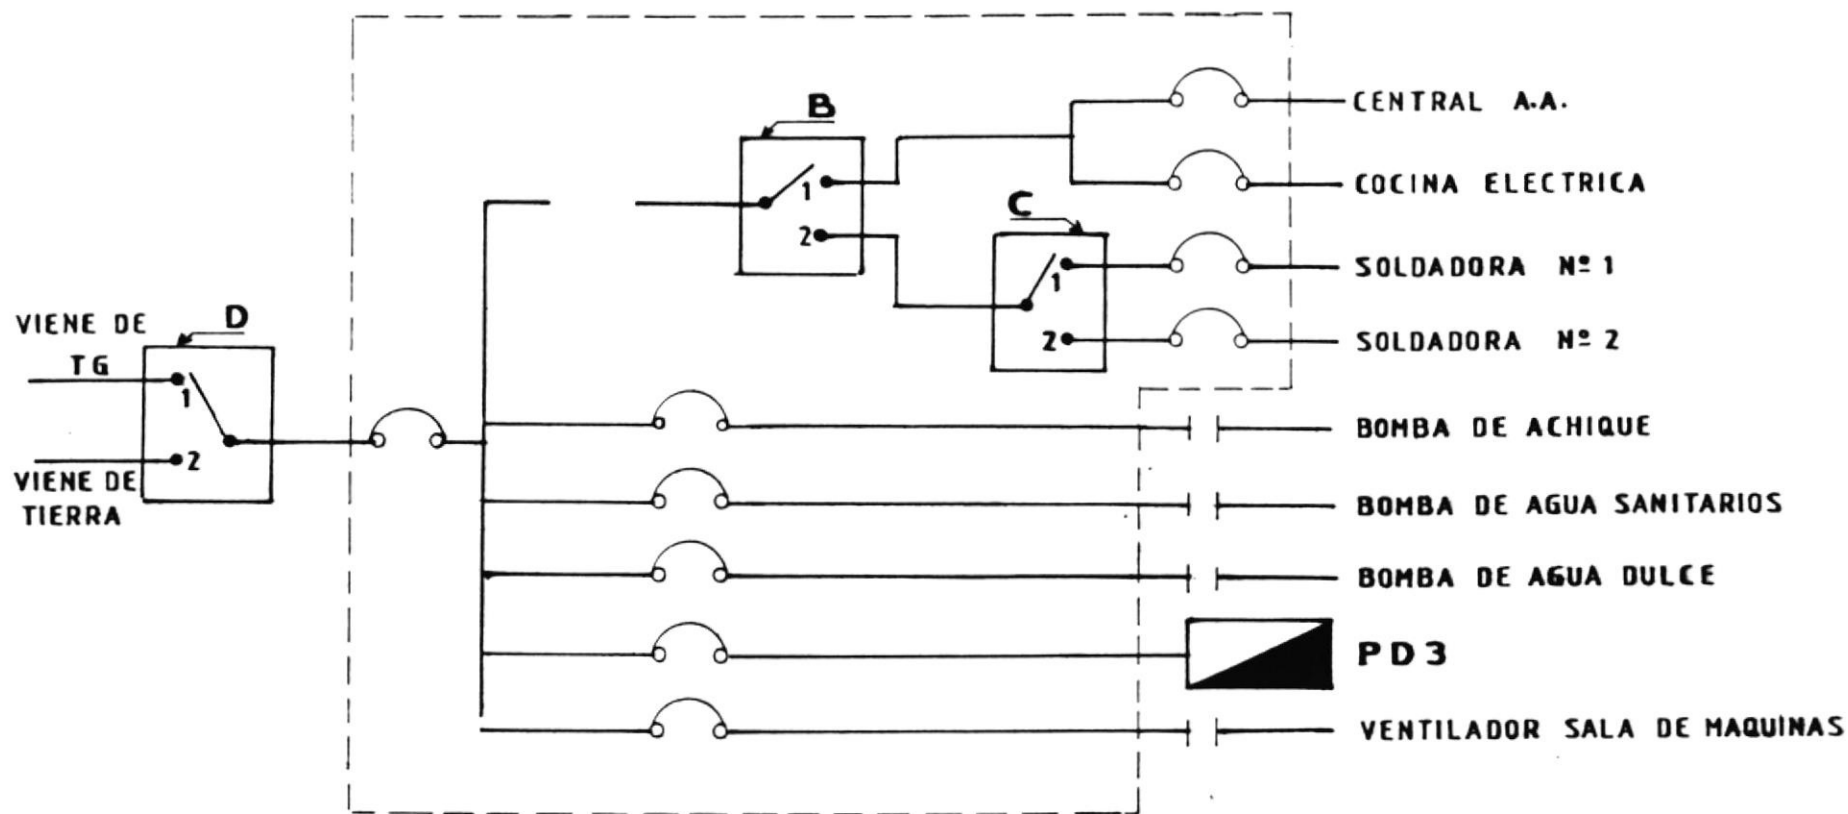 B
CENTRAL A.A.
1
2
COCINA ELECTRICA
C
1
2
SOLDADORA Nº 1
SOLDADORA Nº 2
VIENE DE
TG
D
1
2
VIENE DE
TIERRA
BOMBA DE ACHIQUE
BOMBA DE AGUA SANITARIOS
BOMBA DE AGUA DULCE
PD3
VENTILADOR SALA DE MAQUINAS